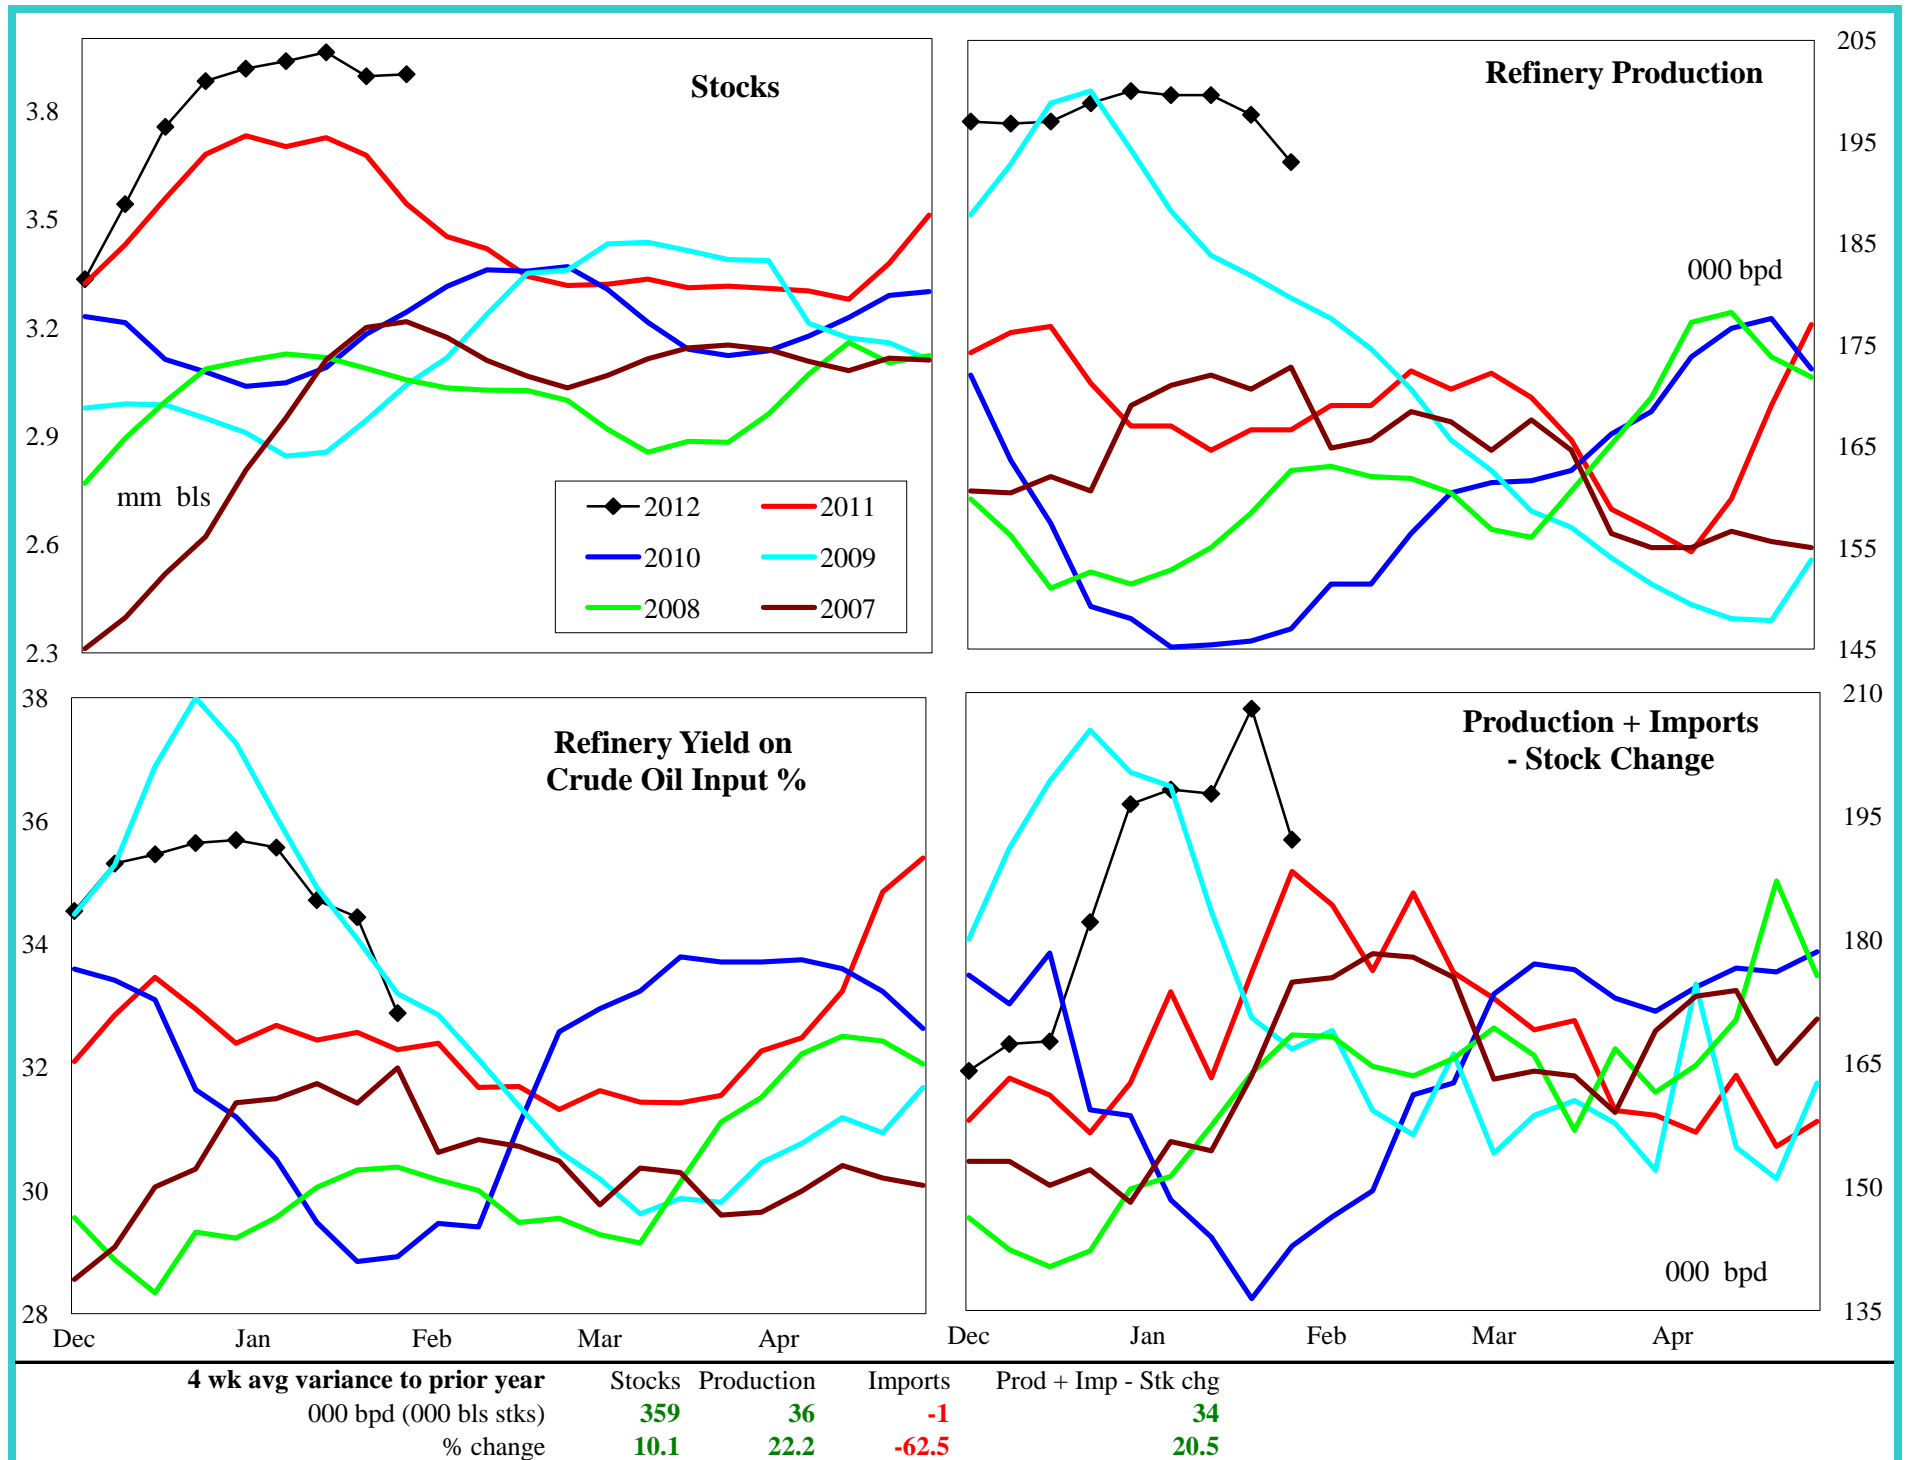 Stocks
3.8
3.5
3.2
2.9
2.6
2.3
mm bls
2012 2011
2010 2009
2008 2007
Refinery Production
205
195
185
175
165
155
145
000 bpd
Refinery Yield on
Crude Oil Input %
38
36
34
32
30
28
Dec Jan Feb Mar Apr
Production + Imports
- Stock Change
210
195
180
165
150
135
000 bpd
Dec Jan Feb Mar Apr
4 wk avg variance to prior year Stocks Production Imports Prod + Imp - Stk chg
000 bpd (000 bls stks) 359 36 -1 34
% change 10.1 22.2 -62.5 20.5